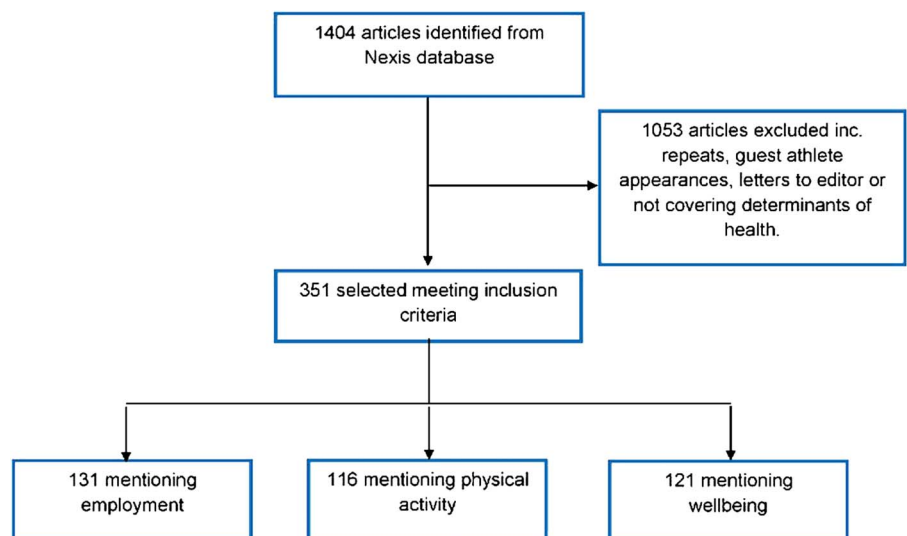 1404 articles identified from
Nexis database
1053 articles excluded inc.
repeats, guest athlete
appearances, letters to editor or
not covering determinants of
health.
351 selected meeting inclusion
criteria
131 mentioning
employment
116 mentioning physical
activity
121 mentioning
wellbeing